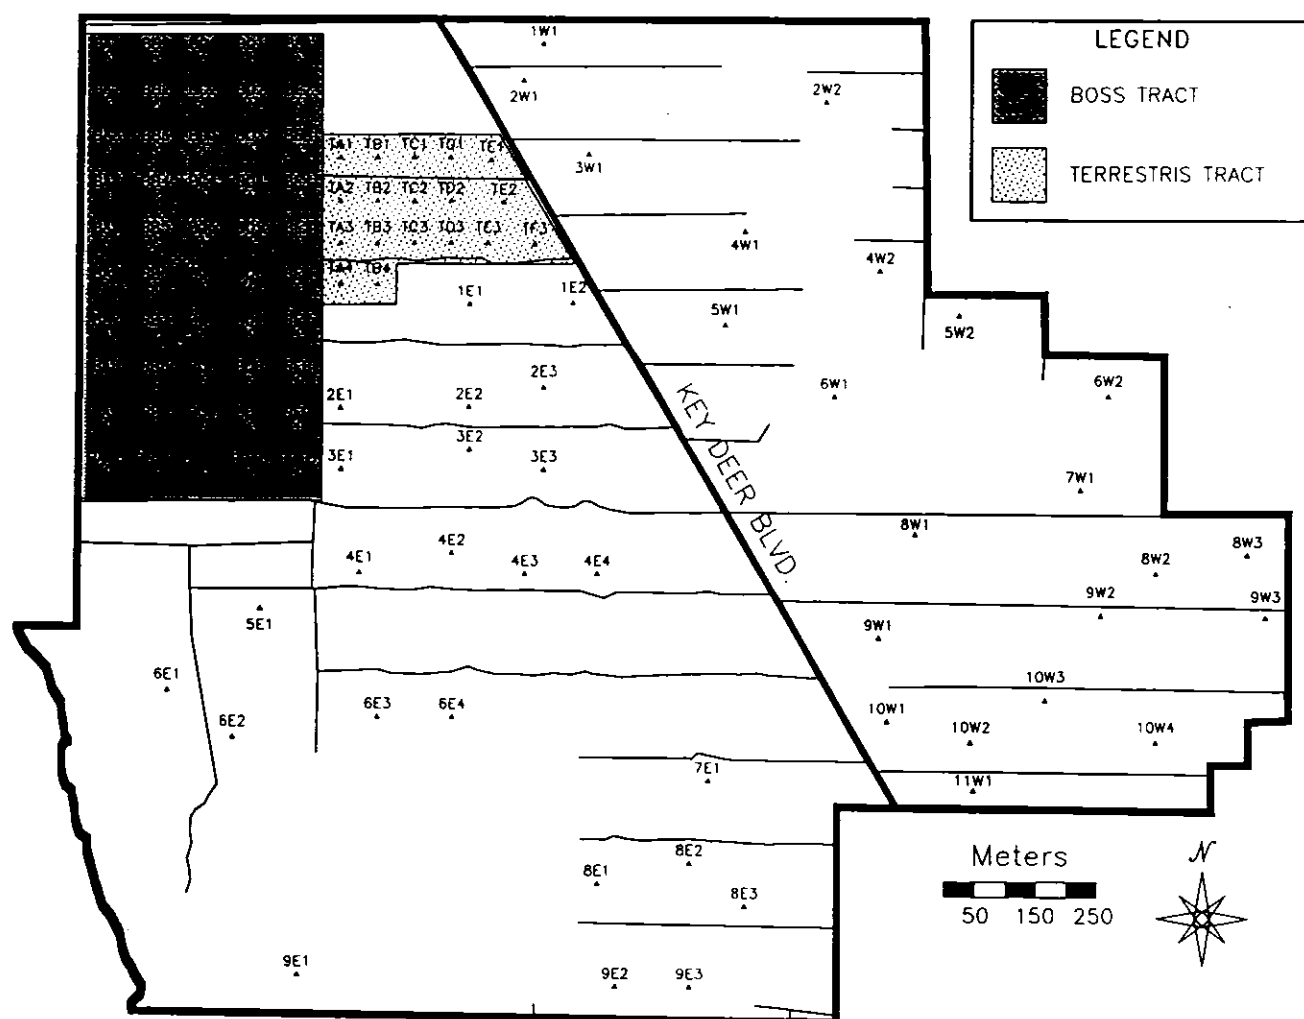 1W1
LEGEND
2W1
2W2
BOSS TRACT
TA1 TB1 TC1 TD1 TE1
3W1
TERRESTRIS TRACT
TA2 TB2 TC2 TD2 TE2
TA3 TB3 TC3 TD3 TE3 TF3
4W1
4W2
TA4 TB4
1E1
1E2
5W1
5W2
2E1
2E2
2E3
6W1
6W2
KEY DEER BLVD.
3E1
3E2
3E3
7W1
8W1
8W2
8W3
4E1
4E2
4E3
4E4
9W1
9W2
9W3
5E1
6E1
6E2
6E3
6E4
10W1
10W2
10W3
10W4
7E1
11W1
8E1
8E2
8E3
Meters
50 150 250
N
9E1
9E2
9E3